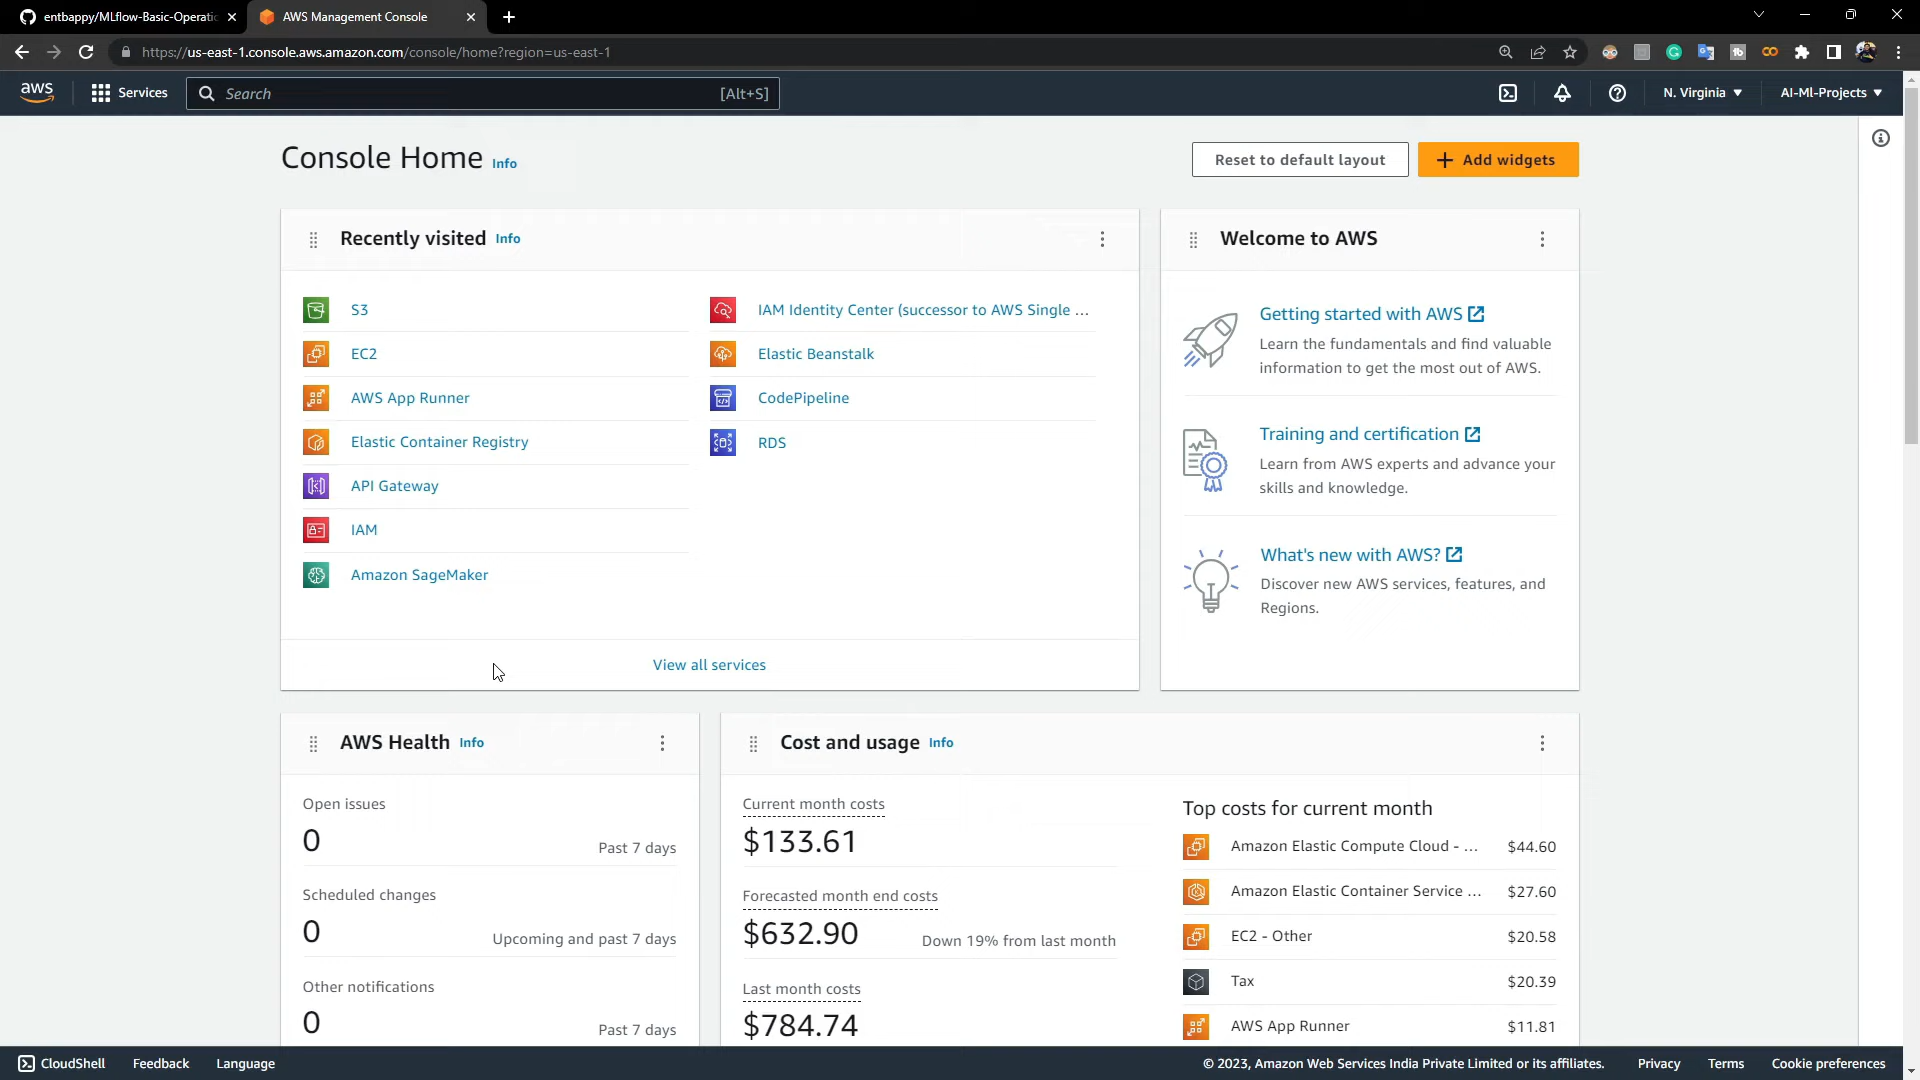 entbappy/MLflow-Basic-Operatic
AWS Management Console
https://us-east-1.console.aws.amazon.com/console/home?region=us-east-1
aws
Services
Search
[Alt+S]
N. Virginia
AI-Ml-Projects
Console Home Info
Reset to default layout
Add widgets
Recently visited Info
S3
EC2
AWS App Runner
Elastic Container Registry
API Gateway
IAM
Amazon SageMaker
IAM Identity Center (successor to AWS Single ...
Elastic Beanstalk
CodePipeline
RDS
View all services
Welcome to AWS
Getting started with AWS
Learn the fundamentals and find valuable
information to get the most out of AWS.
Training and certification
Learn from AWS experts and advance your
skills and knowledge.
What's new with AWS?
Discover new AWS services, features, and
Regions.
AWS Health Info
Open issues
0
Past 7 days
Scheduled changes
0
Upcoming and past 7 days
Other notifications
0
Past 7 days
Cost and usage Info
Current month costs
$133.61
Forecasted month end costs
$632.90
Down 19% from last month
Last month costs
$784.74
Top costs for current month
Amazon Elastic Compute Cloud - ... $44.60
Amazon Elastic Container Service ... $27.60
EC2 - Other $20.58
Tax $20.39
AWS App Runner $11.81
CloudShell
Feedback
Language
© 2023, Amazon Web Services India Private Limited or its affiliates.
Privacy
Terms
Cookie preferences